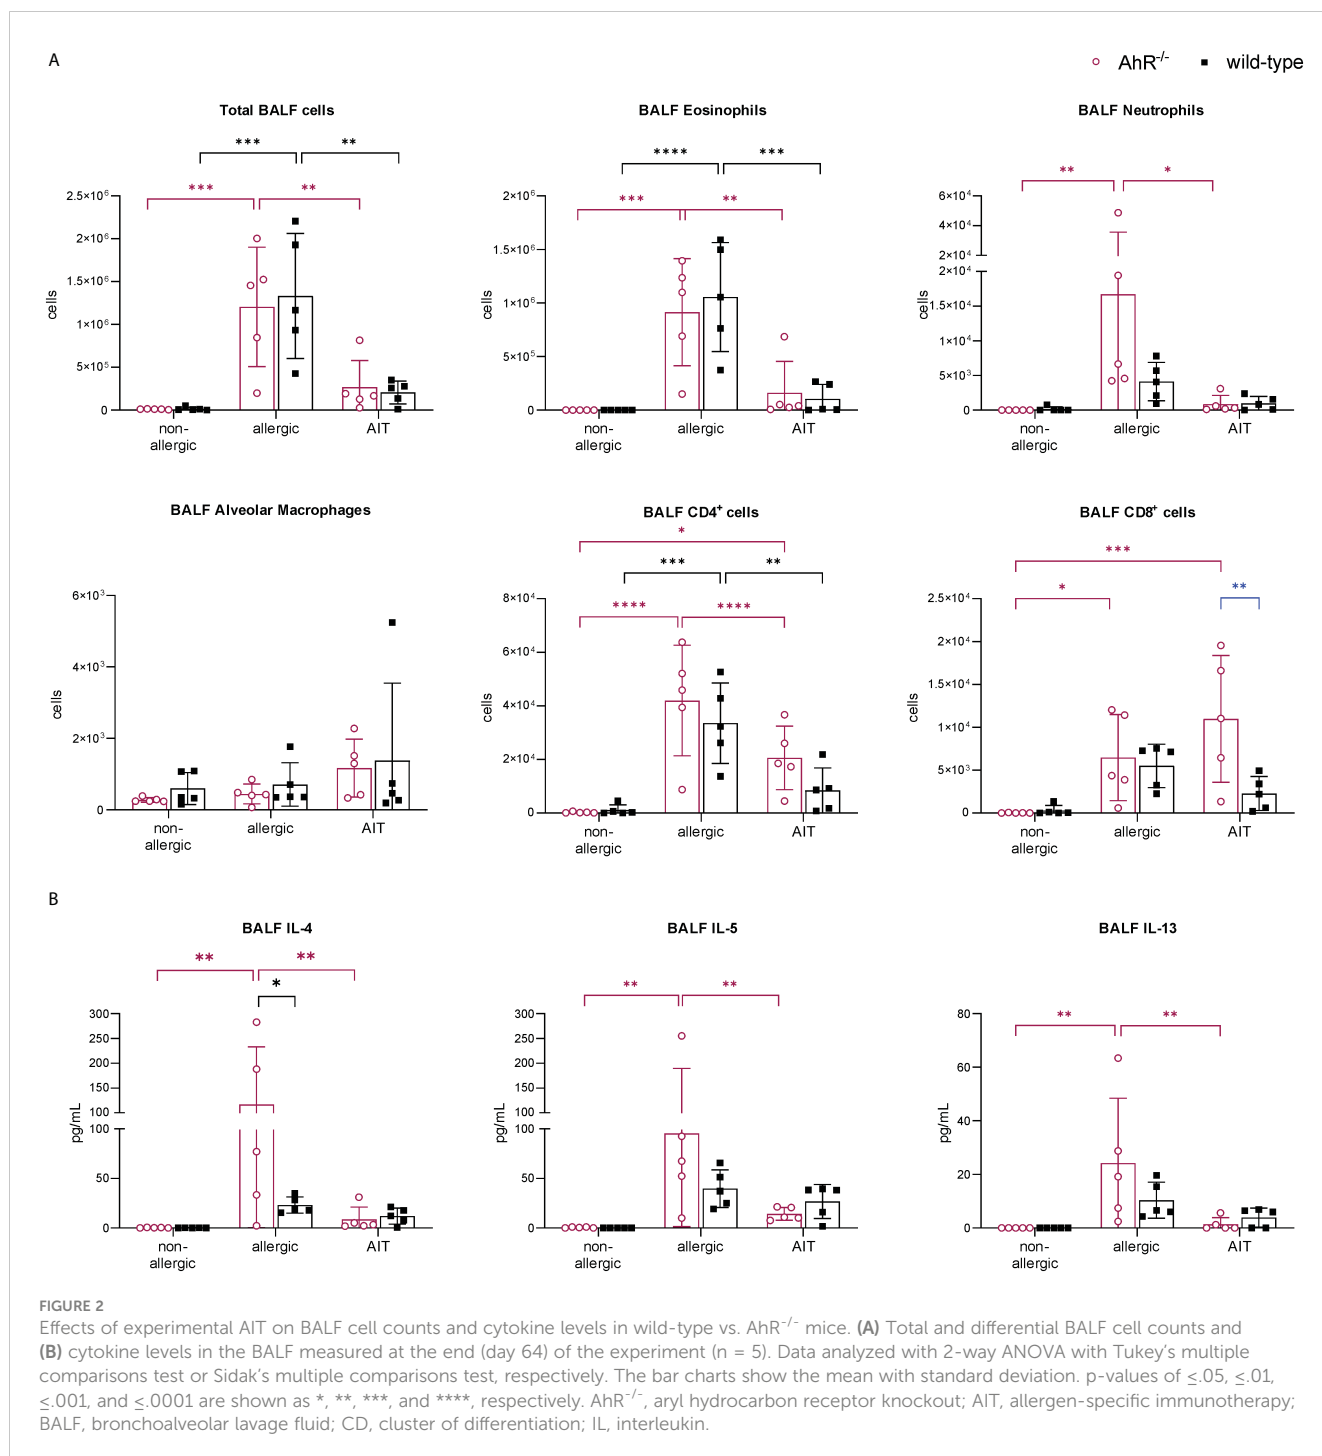 A
AhR-/- wild-type
Total BALF cells
*** **
*** **
2.5×10⁶
2×10⁶
1.5×10⁶
1×10⁶
5×10⁵
0
cells
non-allergic allergic AIT
BALF Eosinophils
**** ***
*** **
2×10⁶
1.5×10⁶
1×10⁶
5×10⁵
0
cells
non-allergic allergic AIT
BALF Neutrophils
** *
6×10⁴
4×10⁴
2×10⁴
2×10⁴
1.5×10⁴
1×10⁴
5×10³
0
cells
non-allergic allergic AIT
BALF Alveolar Macrophages
6×10³
4×10³
2×10³
0
cells
non-allergic allergic AIT
BALF CD4⁺ cells
*
*** **
**** ****
8×10⁴
6×10⁴
4×10⁴
2×10⁴
0
cells
non-allergic allergic AIT
BALF CD8⁺ cells
***
* **
2.5×10⁴
2×10⁴
1.5×10⁴
1×10⁴
5×10³
0
cells
non-allergic allergic AIT
B
BALF IL-4
** **
*
300
250
200
150
100
100
50
0
pg/mL
non-allergic allergic AIT
BALF IL-5
** **
300
250
200
150
100
100
50
0
pg/mL
non-allergic allergic AIT
BALF IL-13
** **
80
60
40
20
0
pg/mL
non-allergic allergic AIT
FIGURE 2
Effects of experimental AIT on BALF cell counts and cytokine levels in wild-type vs. AhR-/- mice. (A) Total and differential BALF cell counts and
(B) cytokine levels in the BALF measured at the end (day 64) of the experiment (n = 5). Data analyzed with 2-way ANOVA with Tukey’s multiple
comparisons test or Sidak’s multiple comparisons test, respectively. The bar charts show the mean with standard deviation. p-values of ≤.05, ≤.01,
≤.001, and ≤.0001 are shown as *, **, ***, and ****, respectively. AhR-/-, aryl hydrocarbon receptor knockout; AIT, allergen-specific immunotherapy;
BALF, bronchoalveolar lavage fluid; CD, cluster of differentiation; IL, interleukin.